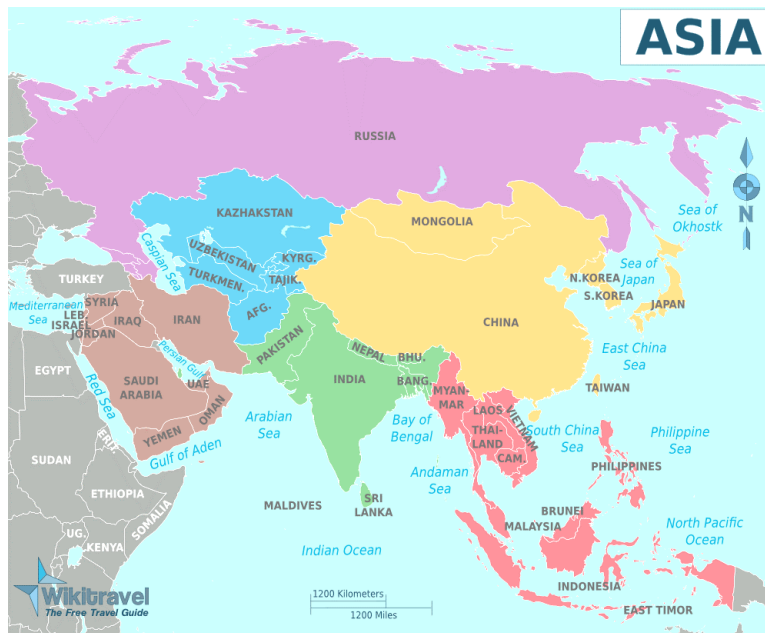 ASIA
RUSSIA
N
Sea of
Okhostk
KAZHAKSTAN
MONGOLIA
Caspian Sea
UZBEKISTAN
KYRG.
TURKMEN.
TAJIK.
Sea of
Japan
N.KOREA
S.KOREA
JAPAN
TURKEY
Mediterranean
Sea
SYRIA
LEB.
ISRAEL
IRAQ
JORDAN
IRAN
AFG.
CHINA
PAKISTAN
NEPAL
BHU.
East China
Sea
EGYPT
Persian Gulf
UAE
SAUDI
ARABIA
OMAN
INDIA
BANG.
MYAN-
MAR
TAIWAN
Red Sea
Arabian
Sea
Bay of
Bengal
LAOS
THAI-
LAND
VIETNAM
CAM.
South China
Sea
Philippine
Sea
ERIT.
YEMEN
Gulf of Aden
SUDAN
Andaman
Sea
PHILIPPINES
ETHIOPIA
SOMALIA
MALDIVES
SRI
LANKA
BRUNEI
MALAYSIA
North Pacific
Ocean
UG.
KENYA
Indian Ocean
INDONESIA
EAST TIMOR
Wikitravel
The Free Travel Guide
1200 Kilometers
1200 Miles